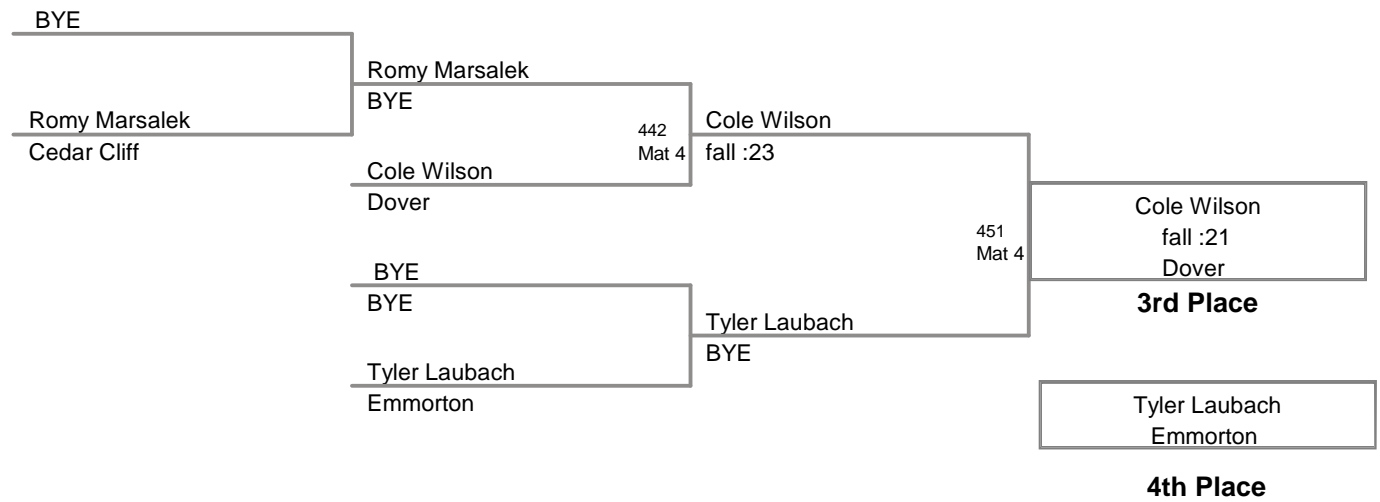 BYE
Romy Marsalek
BYE
Romy Marsalek
Cedar Cliff
442
Mat 4
Cole Wilson
fall :23
Cole Wilson
Dover
451
Mat 4
Cole Wilson
fall :21
Dover
3rd Place
BYE
BYE
Tyler Laubach
BYE
Tyler Laubach
Emmorton
Tyler Laubach
Emmorton
4th Place